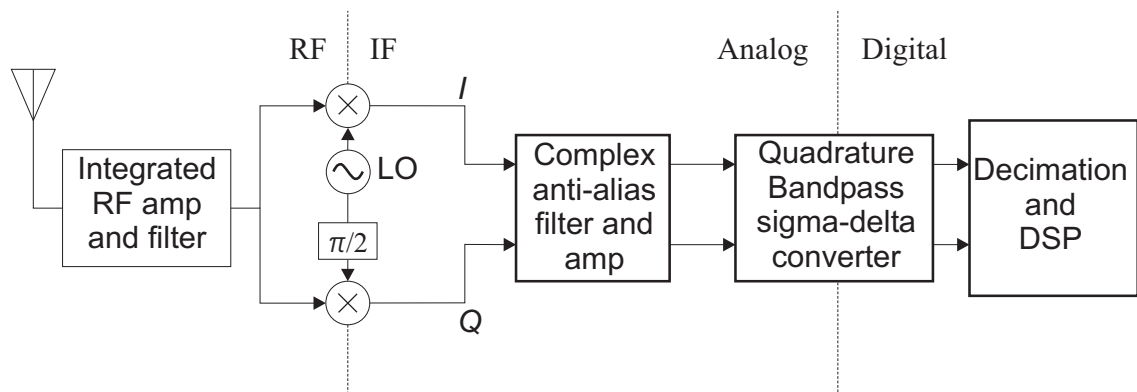 RF
IF
Analog
Digital
I
Integrated
RF amp
and filter
LO
π/2
Q
Complex
anti-alias
filter and
amp
Quadrature
Bandpass
sigma-delta
converter
Decimation
and
DSP